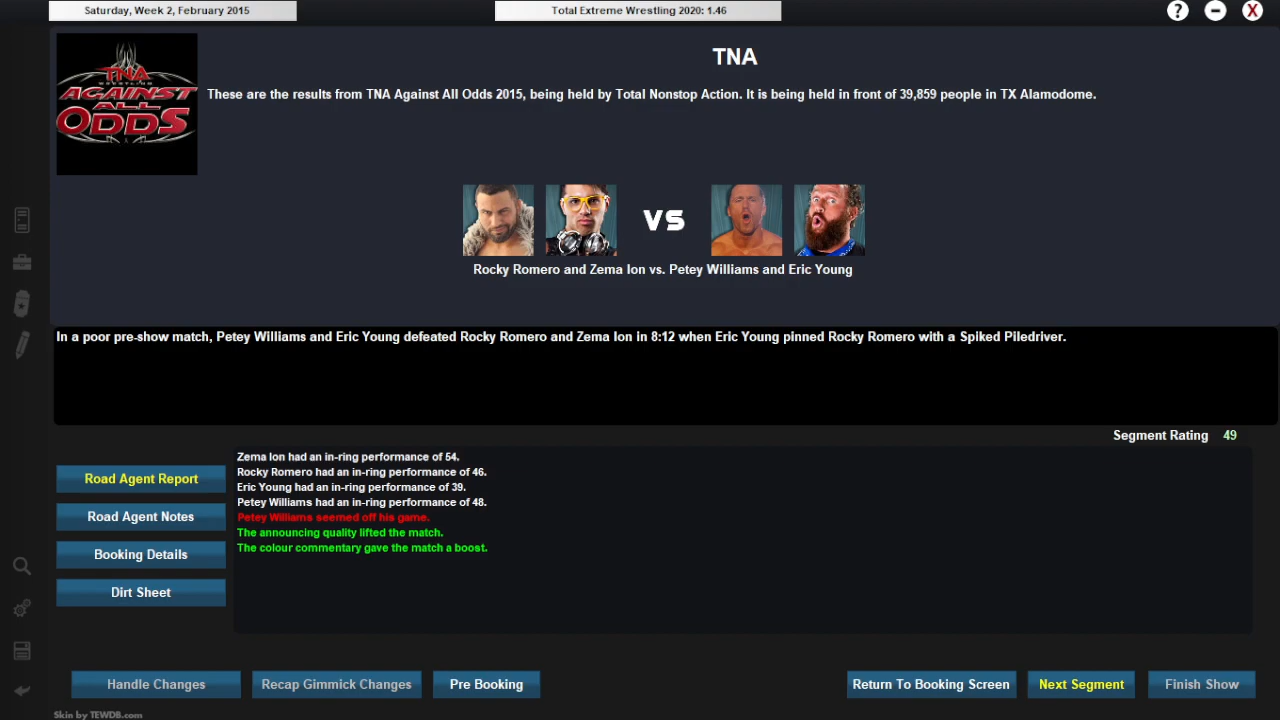 Saturday, Week 2, February 2015
Total Extreme Wrestling 2020: 1.46
?
X
TNA
WRESTLING
AGAINST
ALL
ODDS
TNA
These are the results from TNA Against All Odds 2015, being held by Total Nonstop Action. It is being held in front of 39,859 people in TX Alamodome.
VS
Rocky Romero and Zema Ion vs. Petey Williams and Eric Young
In a poor pre-show match, Petey Williams and Eric Young defeated Rocky Romero and Zema Ion in 8:12 when Eric Young pinned Rocky Romero with a Spiked Piledriver.
Segment Rating 49
Road Agent Report
Road Agent Notes
Booking Details
Dirt Sheet
Zema Ion had an in-ring performance of 54.
Rocky Romero had an in-ring performance of 46.
Eric Young had an in-ring performance of 39.
Petey Williams had an in-ring performance of 48.
Petey Williams seemed off his game.
The announcing quality lifted the match.
The colour commentary gave the match a boost.
Handle Changes
Recap Gimmick Changes
Pre Booking
Return To Booking Screen
Next Segment
Finish Show
Skin by TEWDB.com